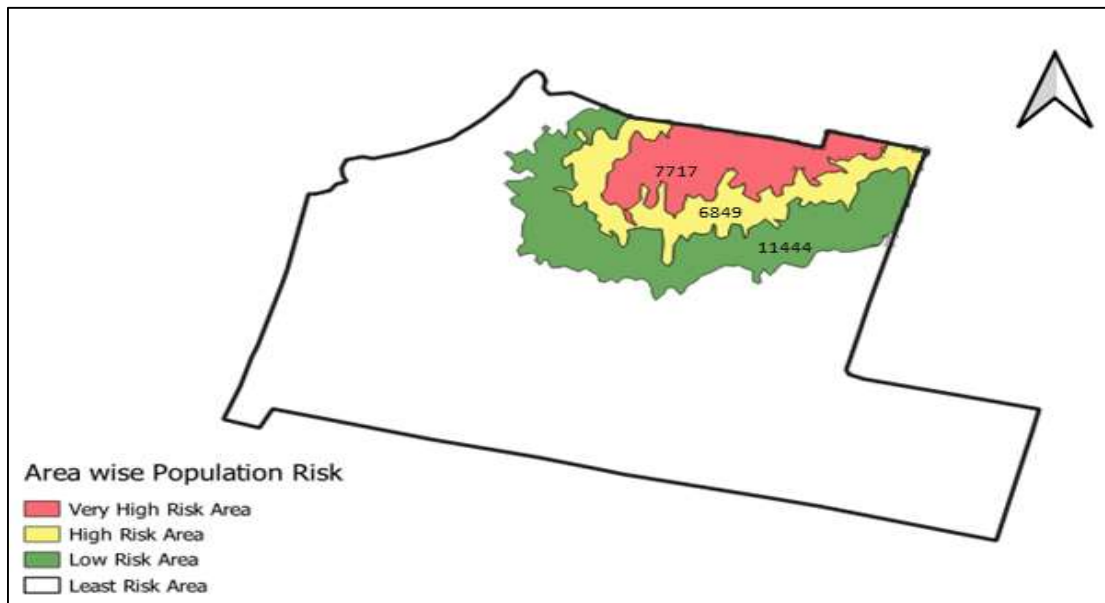 7717
6849
11444
Area wise Population Risk
Very High Risk Area
High Risk Area
Low Risk Area
Least Risk Area